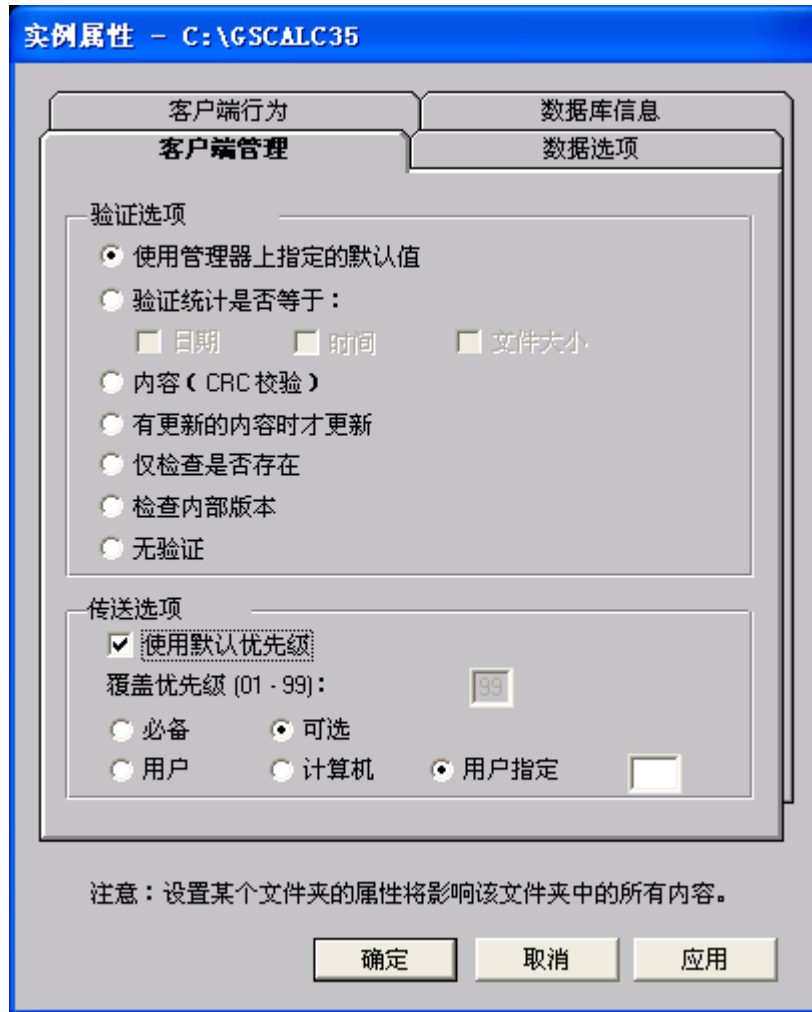 实例属性 - C:\GSCALC35
客户端行为 数据库信息
客户端管理 数据选项
验证选项
使用管理器上指定的默认值
验证统计是否等于：
日期 时间 文件大小
内容（CRC 校验）
有更新的内容时才更新
仅检查是否存在
检查内部版本
无验证
传送选项
使用默认优先级
覆盖优先级 (01 - 99)： 99
必备 可选
用户 计算机 用户指定
注意：设置某个文件夹的属性将影响该文件夹中的所有内容。
确定 取消 应用